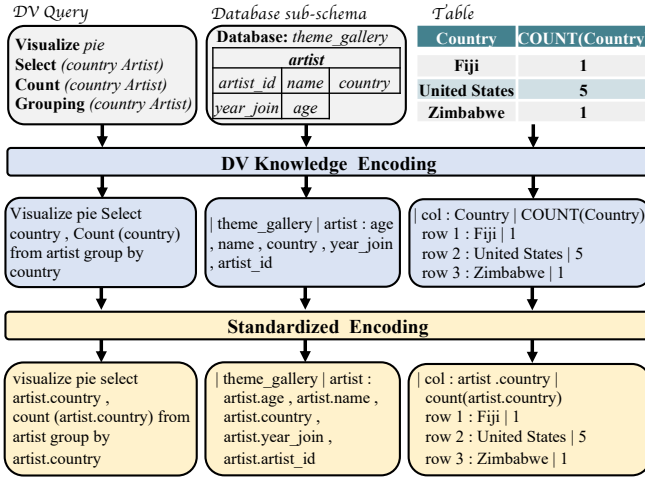 DV Query
Database sub-schema
Table
Visualize pie
Select (country Artist)
Count (country Artist)
Grouping (country Artist)
Database: theme_gallery
artist
artist_id name country
year_join age
Country COUNT(Country
Fiji 1
United States 5
Zimbabwe 1
DV Knowledge Encoding
Visualize pie Select
country , Count (country)
from artist group by
country
| theme_gallery | artist : age
, name , country , year_join
, artist_id
| col : Country | COUNT(Country)
row 1 : Fiji | 1
row 2 : United States | 5
row 3 : Zimbabwe | 1
Standardized Encoding
visualize pie select
artist.country ,
count (artist.country) from
artist group by
artist.country
| theme_gallery | artist :
artist.age , artist.name ,
artist.country ,
artist.year_join ,
artist.artist_id
| col : artist .country |
count(artist.country)
row 1 : Fiji | 1
row 2 : United States | 5
row 3 : Zimbabwe | 1